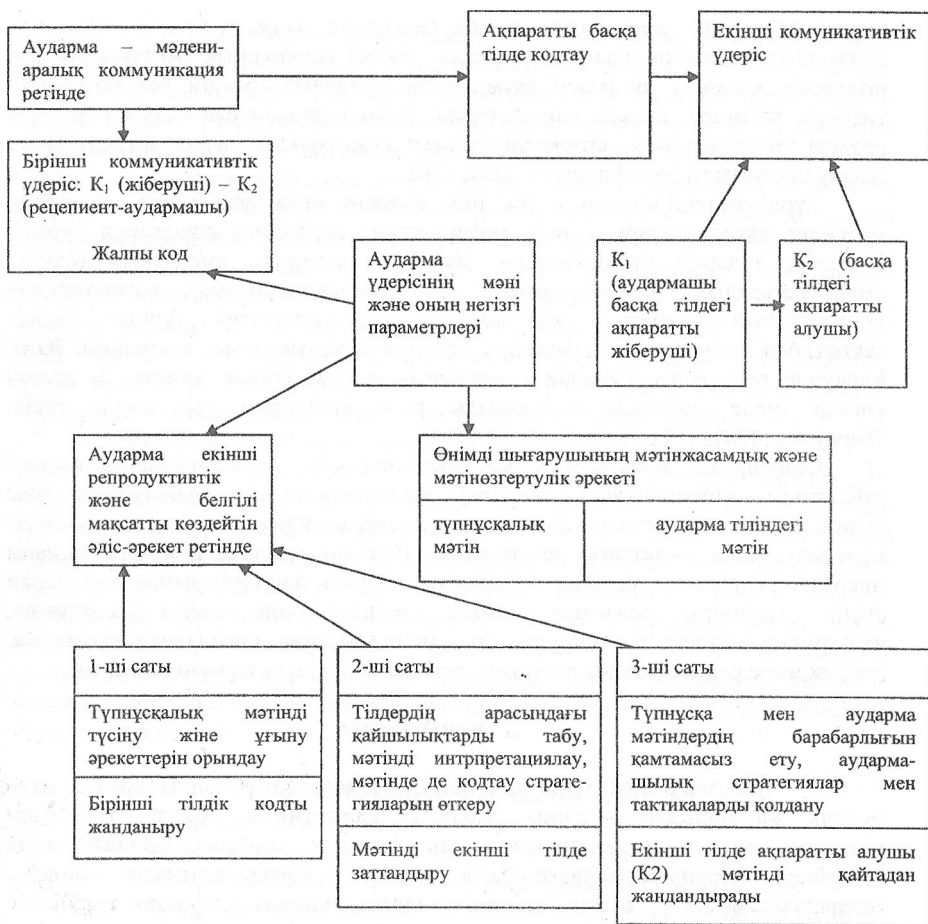 Аударма – мәдени-
аралық коммуникация
ретінде
Ақпаратты басқа
тілде кодтау
Екінші комуникативтік
үдеріс
Бірінші коммуникативтік
үдеріс: К₁ (жіберуші) – К₂
(рецепиент-аудармашы)
Жалпы код
Аударма
үдерісінің мәні
және оның негізгі
параметрлері
К₁
(аудармашы
басқа тілде
ақпаратты
жіберуші)
К₂ (басқа
тілдегі
ақпаратты
алушы)
Аударма екінші
репродуктивтік
және белгілі
мақсатты көздейтін
әдіс-әрекет ретінде
Өнімді шығарушының мәтінжасамдық және
мәтінөзгертулік әрекеті
түпнұсқалық
мәтін
аударма тіліндегі
мәтін
1-ші саты
Түпнұсқалық мәтінді
түсіну жіне ұғыну
әрекеттерін орындау
Бірінші тілдік кодты
жанданыру
2-ші саты
Тілдердің арасындағы
қайшылықтарды табу,
мәтінді интрпретациялау,
мәтінде де кодтау страте-
гияларын өткеру
Мәтінді екінші тілде
заттандыру
3-ші саты
Түпнұсқа мен аударма
мәтіндердің барабарлығын
қамтамасыз ету, аударма-
шылық стратегиялар мен
тактикаларды қолдану
Екінші тілде ақпаратты алушы
(К2) мәтінді қайтадан
жандандырады